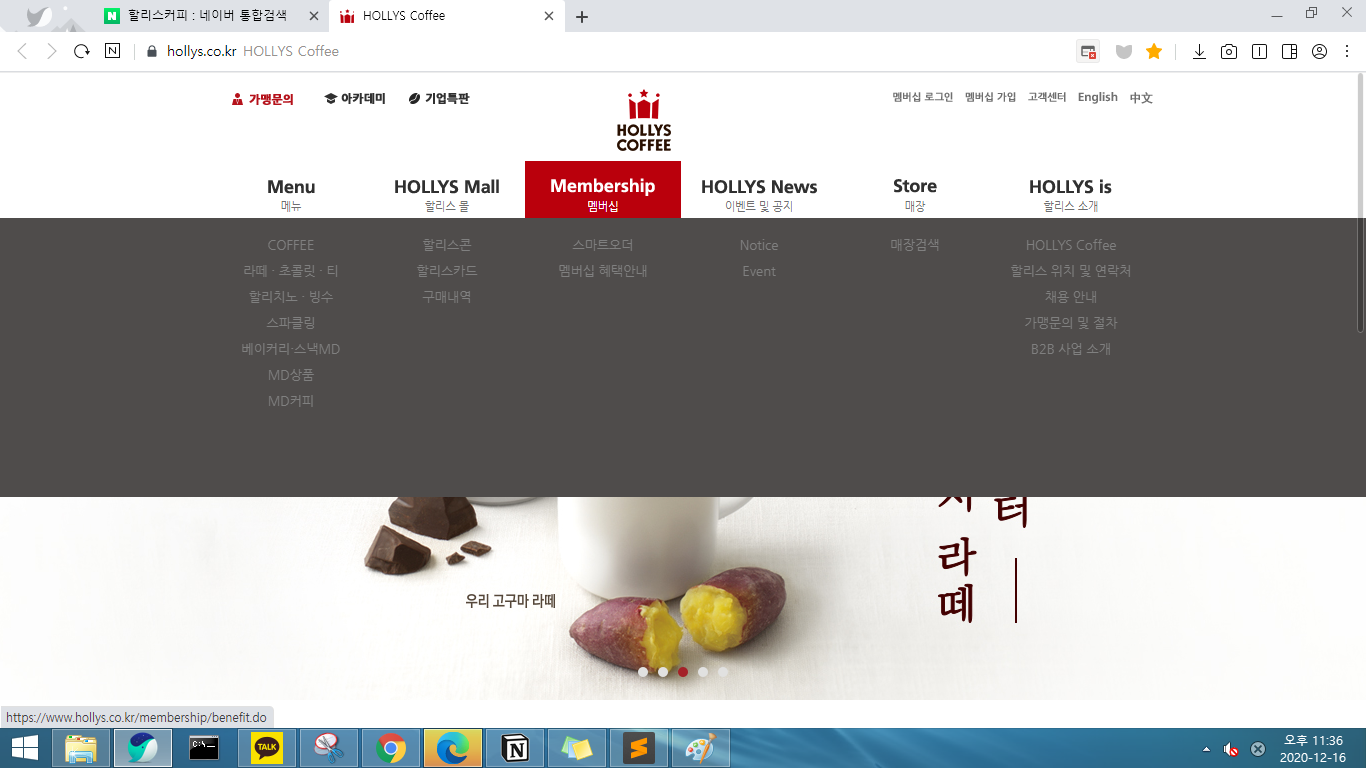 할리스커피 : 네이버 통합검색
HOLLYS Coffee
N
hollys.co.kr HOLLYS Coffee
가맹문의 아카데미 기업특판
HOLLYS
COFFEE
멤버십 로그인 멤버십 가입 고객센터 English 中文
Menu HOLLYS Mall Membership HOLLYS News Store HOLLYS is
메뉴 할리스 몰 멤버십 이벤트 및 공지 매장 할리스 소개
COFFEE 할리스콘 스마트오더 Notice 매장검색 HOLLYS Coffee
라떼 · 초콜릿 · 티 할리스카드 멤버십 혜택안내 Event 할리스 위치 및 연락처
할리치노 · 빙수 구매내역 채용 안내
스파클링 가맹문의 및 절차
베이커리·스낵MD B2B 사업 소개
MD상품
MD커피
터
라떼
우리 고구마 라떼
https://www.hollys.co.kr/membership/benefit.do
C:\
TALK
N
오후 11:36
2020-12-16